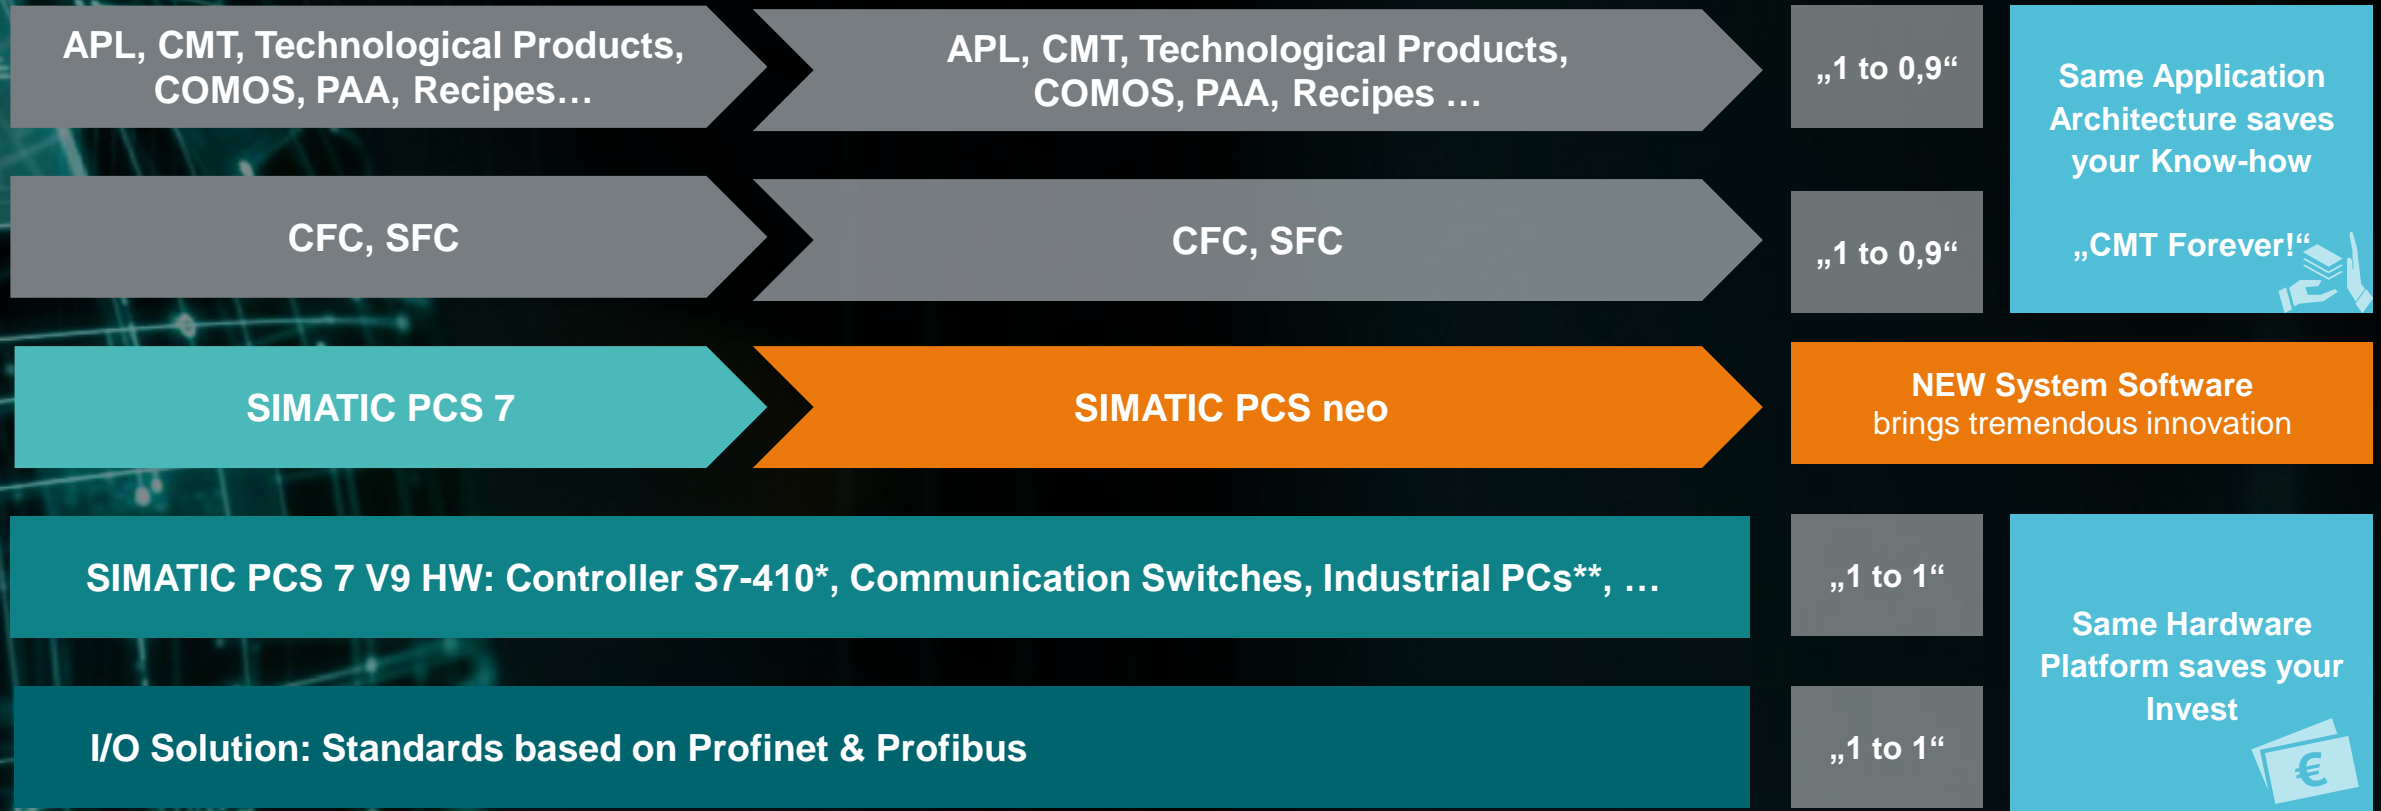 APL, CMT, Technological Products,
COMOS, PAA, Recipes…
APL, CMT, Technological Products,
COMOS, PAA, Recipes …
„1 to 0,9“
Same Application
Architecture saves
your Know-how
„CMT Forever!“
CFC, SFC
CFC, SFC
„1 to 0,9“
SIMATIC PCS 7
SIMATIC PCS neo
NEW System Software
brings tremendous innovation
SIMATIC PCS 7 V9 HW: Controller S7-410*, Communication Switches, Industrial PCs**, …
„1 to 1“
Same Hardware
Platform saves your
Invest
€
I/O Solution: Standards based on Profinet & Profibus
„1 to 1“